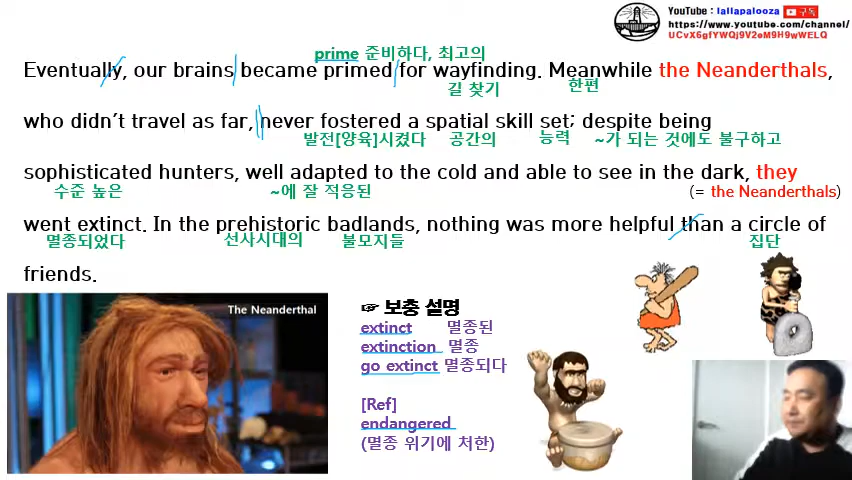 YouTube : lallapalooza 구독
https://www.youtube.com/channel/
UCvX6gfYWQj9V2eM9H9wWELQ
prime 준비하다, 최고의
Eventually, our brains became primed for wayfinding. Meanwhile the Neanderthals,
길 찾기 한편
who didn't travel as far, never fostered a spatial skill set; despite being
발전[양육]시켰다 공간의 능력 ~가 되는 것에도 불구하고
sophisticated hunters, well adapted to the cold and able to see in the dark, they
수준 높은 ~에 잘 적응된 (= the Neanderthals)
went extinct. In the prehistoric badlands, nothing was more helpful than a circle of
멸종되었다 선사시대의 불모지들 집단
friends.
The Neanderthal
☞ 보충 설명
extinct 멸종된
extinction 멸종
go extinct 멸종되다
[Ref]
endangered
(멸종 위기에 처한)